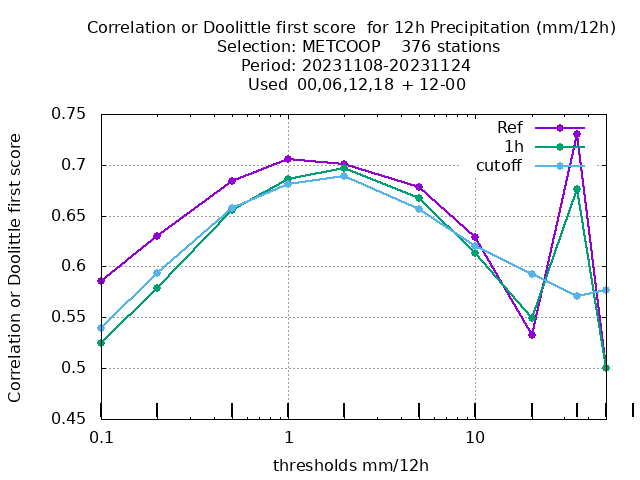 Correlation or Doolittle first score  for 12h Precipitation (mm/12h)
Selection: METCOOP    376 stations
Period: 20231108-20231124
Used  00,06,12,18  + 12-00
Ref
1h
cutoff
0.75
0.7
0.65
0.6
0.55
0.5
0.45
Correlation or Doolittle first score
0.1 1 10
thresholds mm/12h